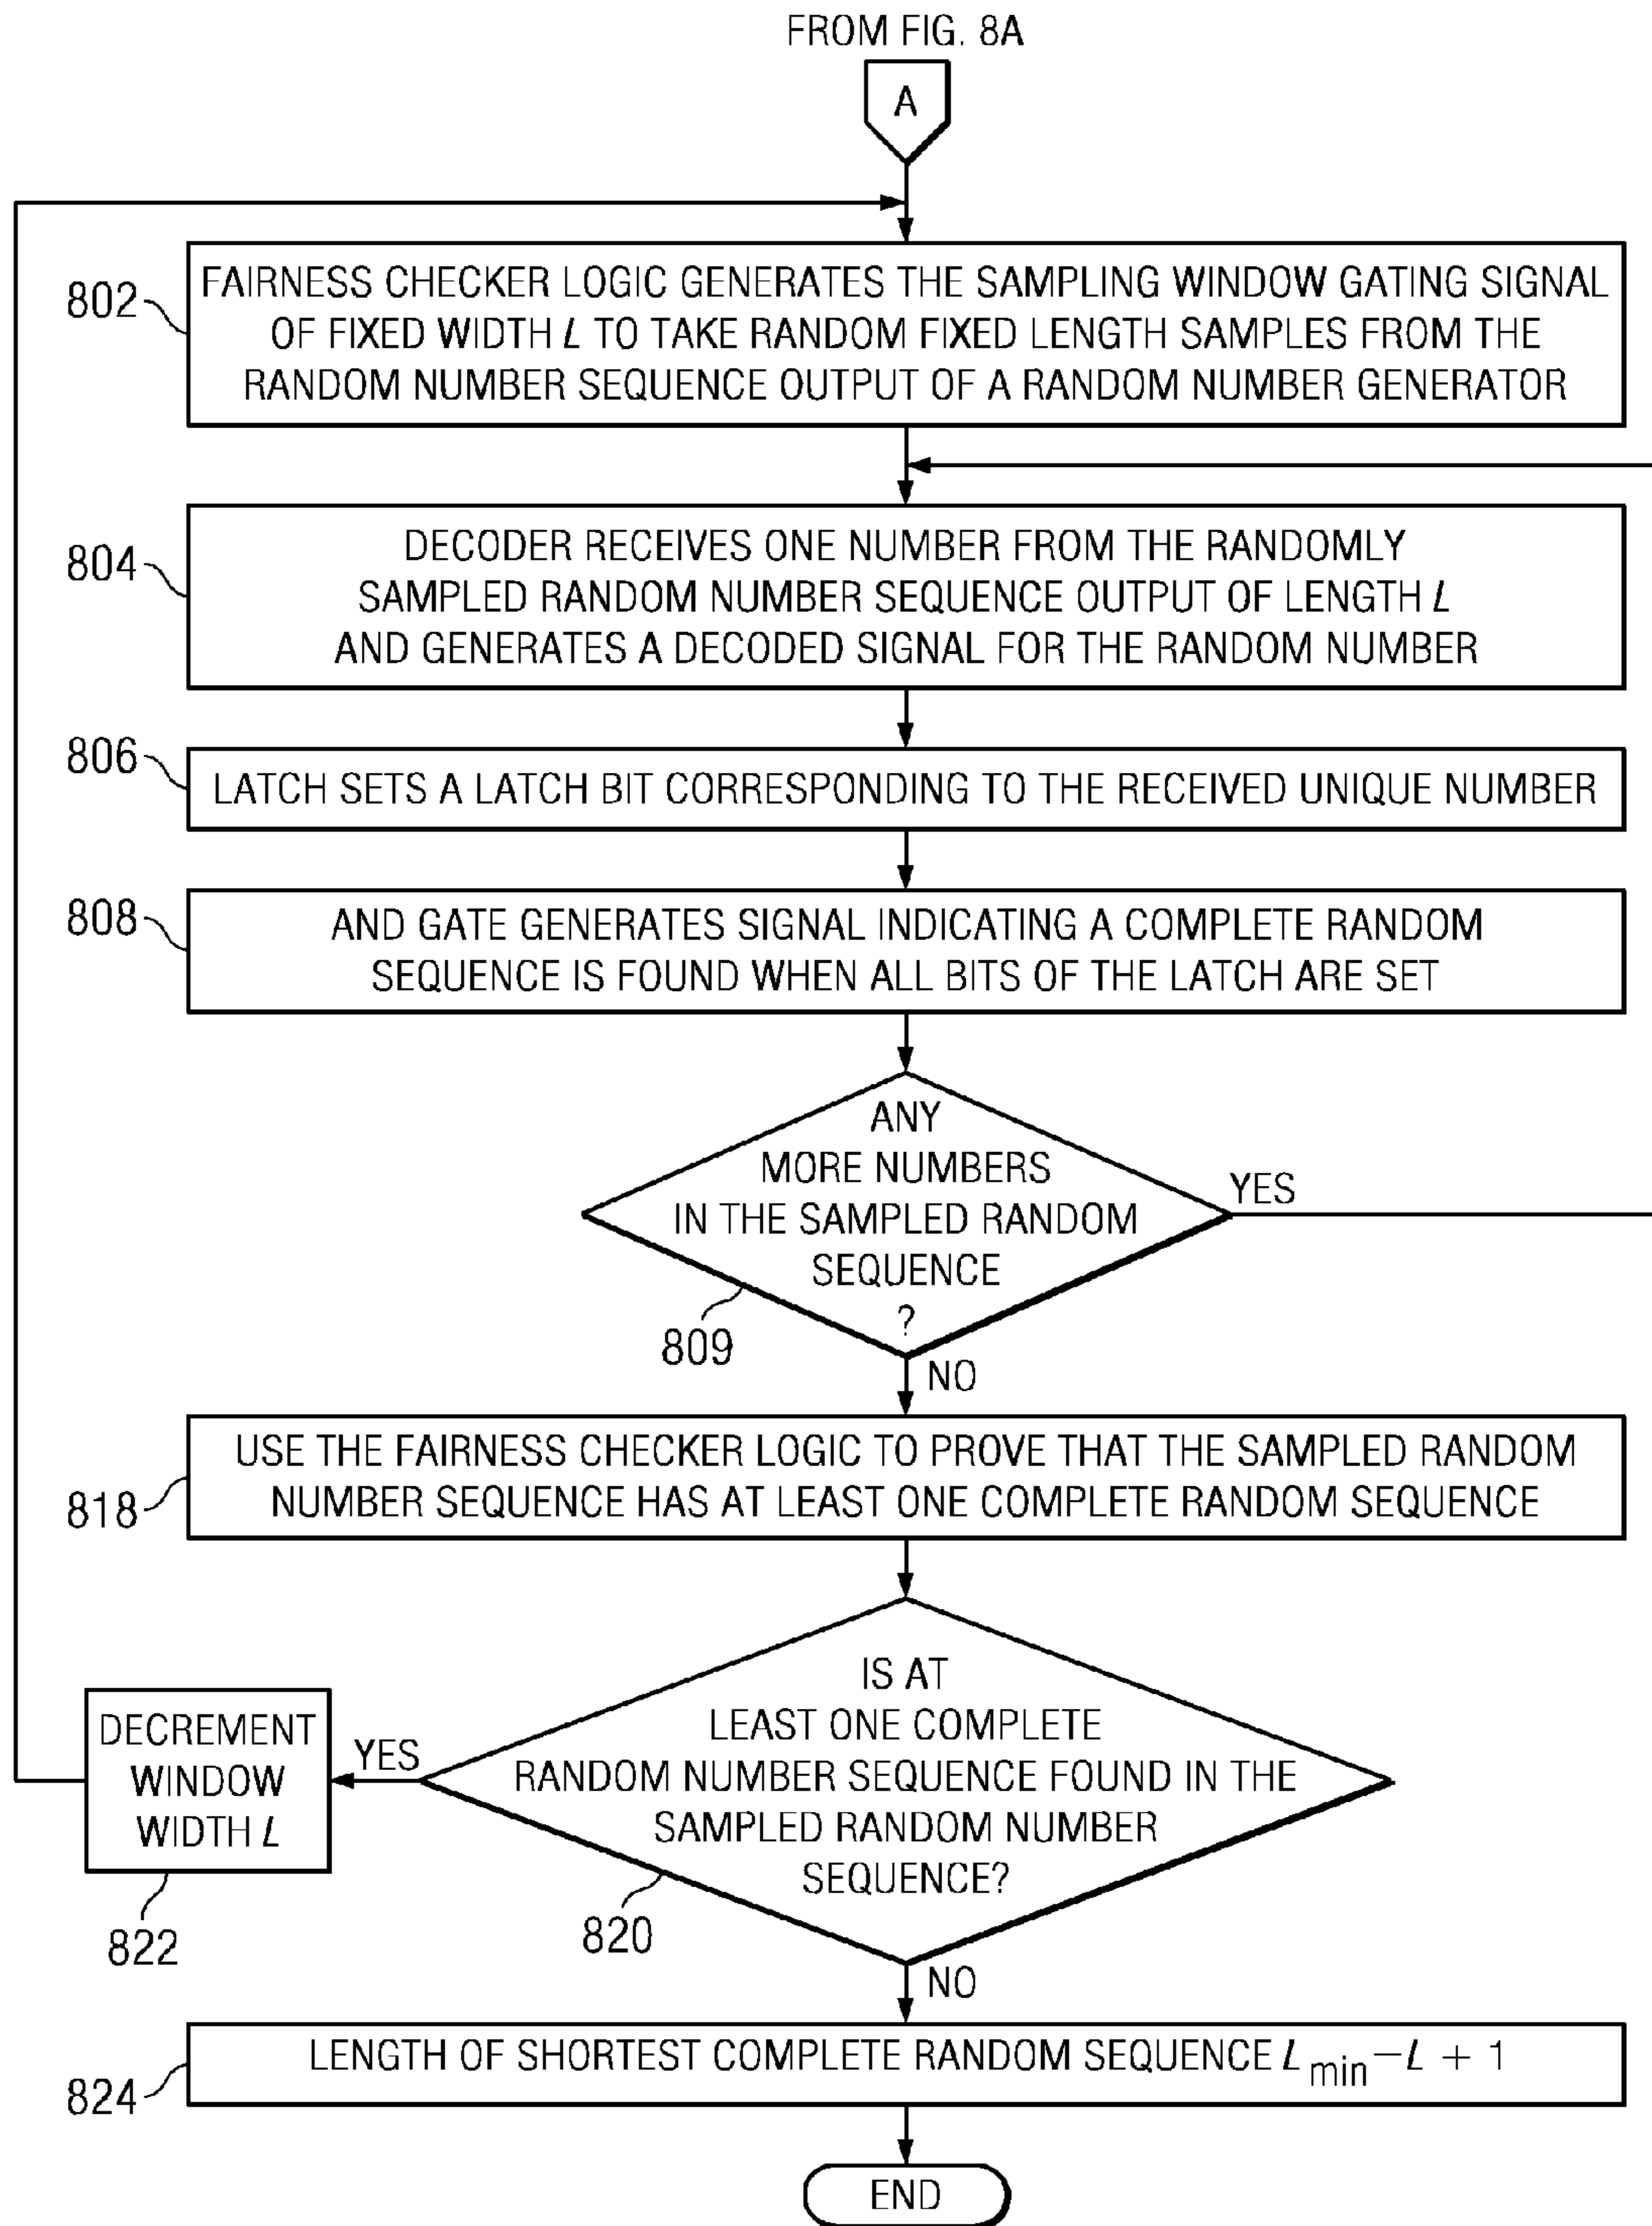 FROM FIG. 8A
A
802
FAIRNESS CHECKER LOGIC GENERATES THE SAMPLING WINDOW GATING SIGNAL
OF FIXED WIDTH L TO TAKE RANDOM FIXED LENGTH SAMPLES FROM THE
RANDOM NUMBER SEQUENCE OUTPUT OF A RANDOM NUMBER GENERATOR
804
DECODER RECEIVES ONE NUMBER FROM THE RANDOMLY
SAMPLED RANDOM NUMBER SEQUENCE OUTPUT OF LENGTH L
AND GENERATES A DECODED SIGNAL FOR THE RANDOM NUMBER
806
LATCH SETS A LATCH BIT CORRESPONDING TO THE RECEIVED UNIQUE NUMBER
808
AND GATE GENERATES SIGNAL INDICATING A COMPLETE RANDOM
SEQUENCE IS FOUND WHEN ALL BITS OF THE LATCH ARE SET
ANY
MORE NUMBERS
IN THE SAMPLED RANDOM
SEQUENCE
?
YES
809
NO
818
USE THE FAIRNESS CHECKER LOGIC TO PROVE THAT THE SAMPLED RANDOM
NUMBER SEQUENCE HAS AT LEAST ONE COMPLETE RANDOM SEQUENCE
IS AT
LEAST ONE COMPLETE
RANDOM NUMBER SEQUENCE FOUND IN THE
SAMPLED RANDOM NUMBER
SEQUENCE?
YES
DECREMENT
WINDOW
WIDTH L
822
820
NO
824
LENGTH OF SHORTEST COMPLETE RANDOM SEQUENCE Lmin−L + 1
END